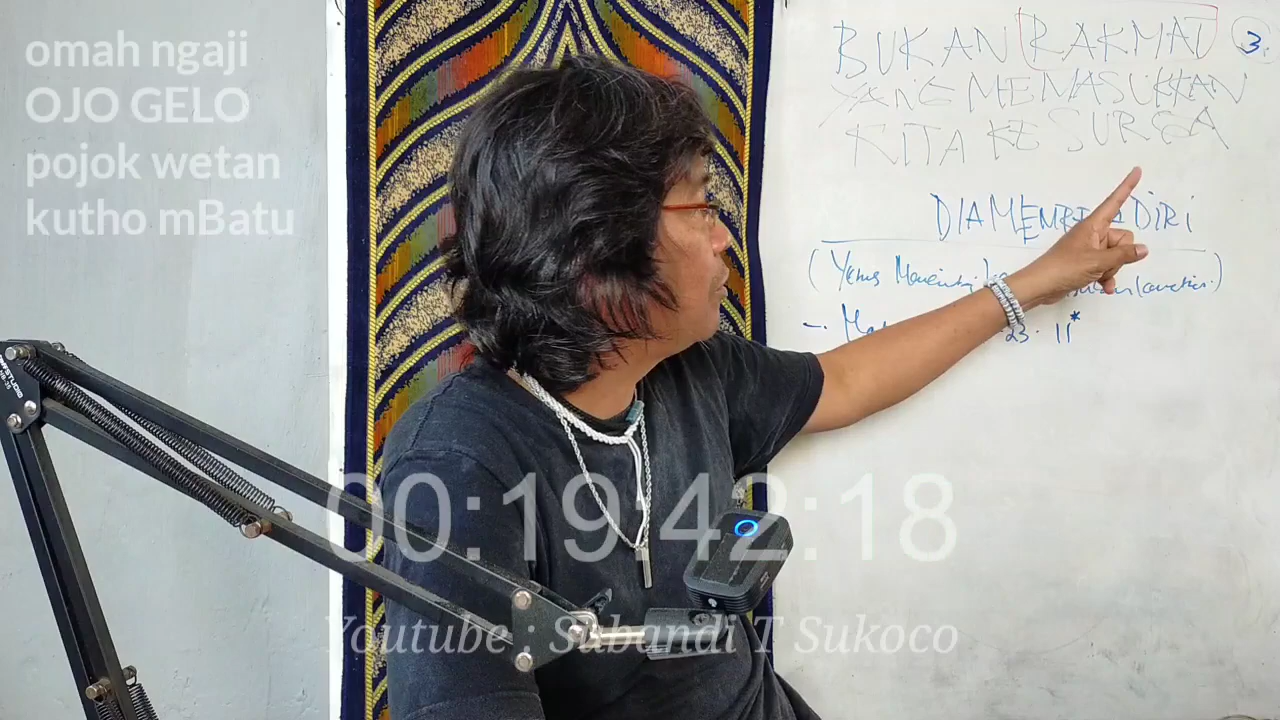 omah ngaji
OJO GELO
pojok wetan
kutho mBatu
BUKAN RAKMAT 3
YANG MEMASUKKAN
KITA KE SURGA
DIA DIRI
(Yesus
23. 11*
00:19:42:18
Youtube : Subandi T Sukoco